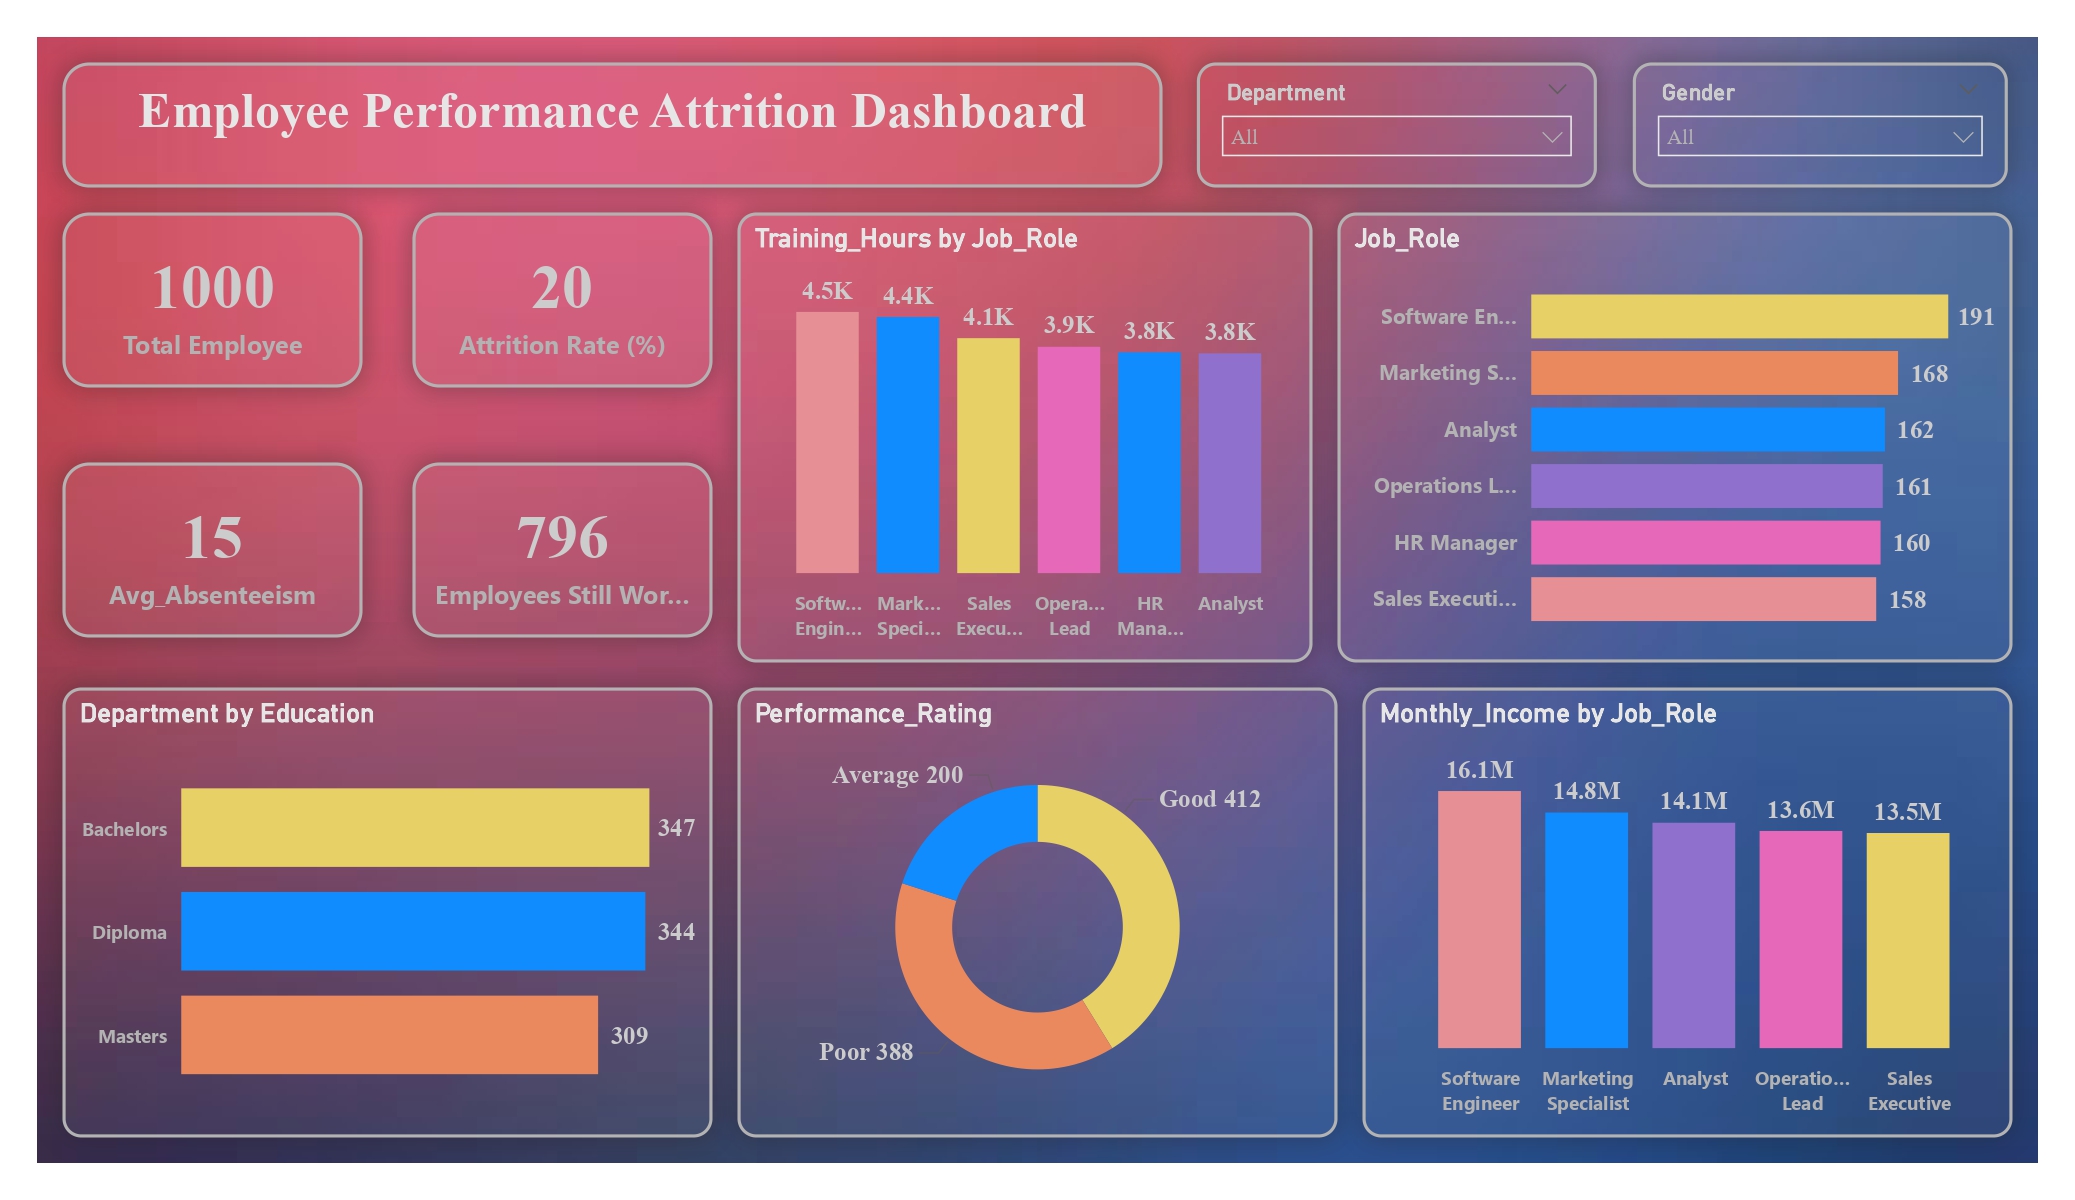 Employee Performance Attrition Dashboard
Department
All
Gender
All
1000
Total Employee
20
Attrition Rate (%)
15
Avg_Absenteeism
796
Employees Still Wor...
Training_Hours by Job_Role
4.5K
4.4K
4.1K
3.9K
3.8K
3.8K
Softw... Engin...
Mark... Speci...
Sales Execu...
Opera... Lead
HR Mana...
Analyst
Job_Role
Software En... 191
Marketing S... 168
Analyst 162
Operations L... 161
HR Manager 160
Sales Executi... 158
Department by Education
Bachelors 347
Diploma 344
Masters 309
Performance_Rating
Average 200
Good 412
Poor 388
Monthly_Income by Job_Role
16.1M
14.8M
14.1M
13.6M
13.5M
Software Engineer
Marketing Specialist
Analyst
Operatio... Lead
Sales Executive